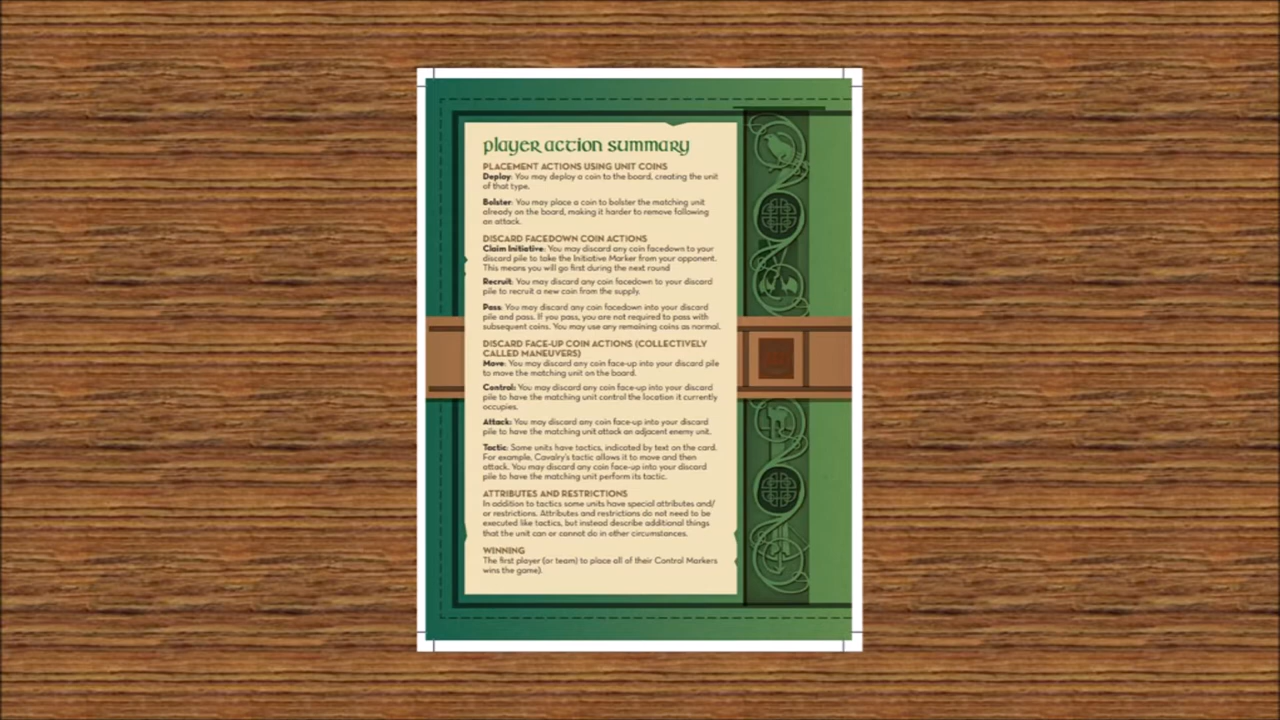 player action summary
PLACEMENT ACTIONS USING UNIT COINS
Deploy: You may deploy a coin to the board, creating the unit
of that type.
Bolster: You may place a coin to bolster the matching unit
already on the board, making it harder to remove following
an attack.
DISCARD FACEDOWN COIN ACTIONS
Claim Initiative: You may discard any coin facedown to your
discard pile to take the Initiative Marker from your opponent.
This means you will go first during the next round
Recruit: You may discard any coin facedown to your discard
pile to recruit a new coin from the supply.
Pass: You may discard any coin facedown into your discard
pile and pass. If you pass, you are not required to pass with
subsequent coins. You may use any remaining coins as normal.
DISCARD FACE-UP COIN ACTIONS (COLLECTIVELY
CALLED MANEUVERS)
Move: You may discard any coin face-up into your discard pile
to move the matching unit on the board.
Control: You may discard any coin face-up into your discard
pile to have the matching unit control the location it currently
occupies.
Attack: You may discard any coin face-up into your discard
pile to have the matching unit attack an adjacent enemy unit.
Tactic: Some units have tactics, indicated by text on the card.
For example, Cavalry's tactic allows it to move and then
attack. You may discard any coin face-up into your discard
pile to have the matching unit perform its tactic.
ATTRIBUTES AND RESTRICTIONS
In addition to tactics some units have special attributes and/
or restrictions. Attributes and restrictions do not need to be
executed like tactics, but instead describe additional things
that the unit can or cannot do in other circumstances.
WINNING
The first player (or team) to place all of their Control Markers
wins the game).